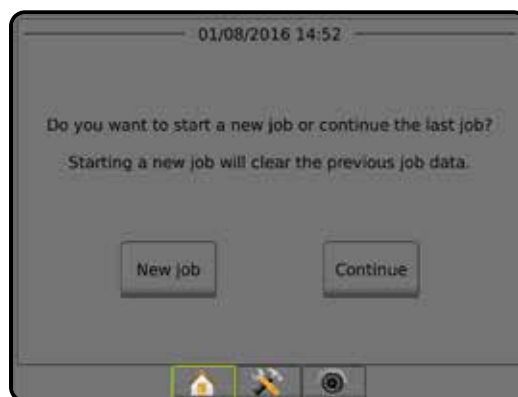 01/08/2016 14:52
Do you want to start a new job or continue the last job?
Starting a new job will clear the previous job data.
New job
Continue